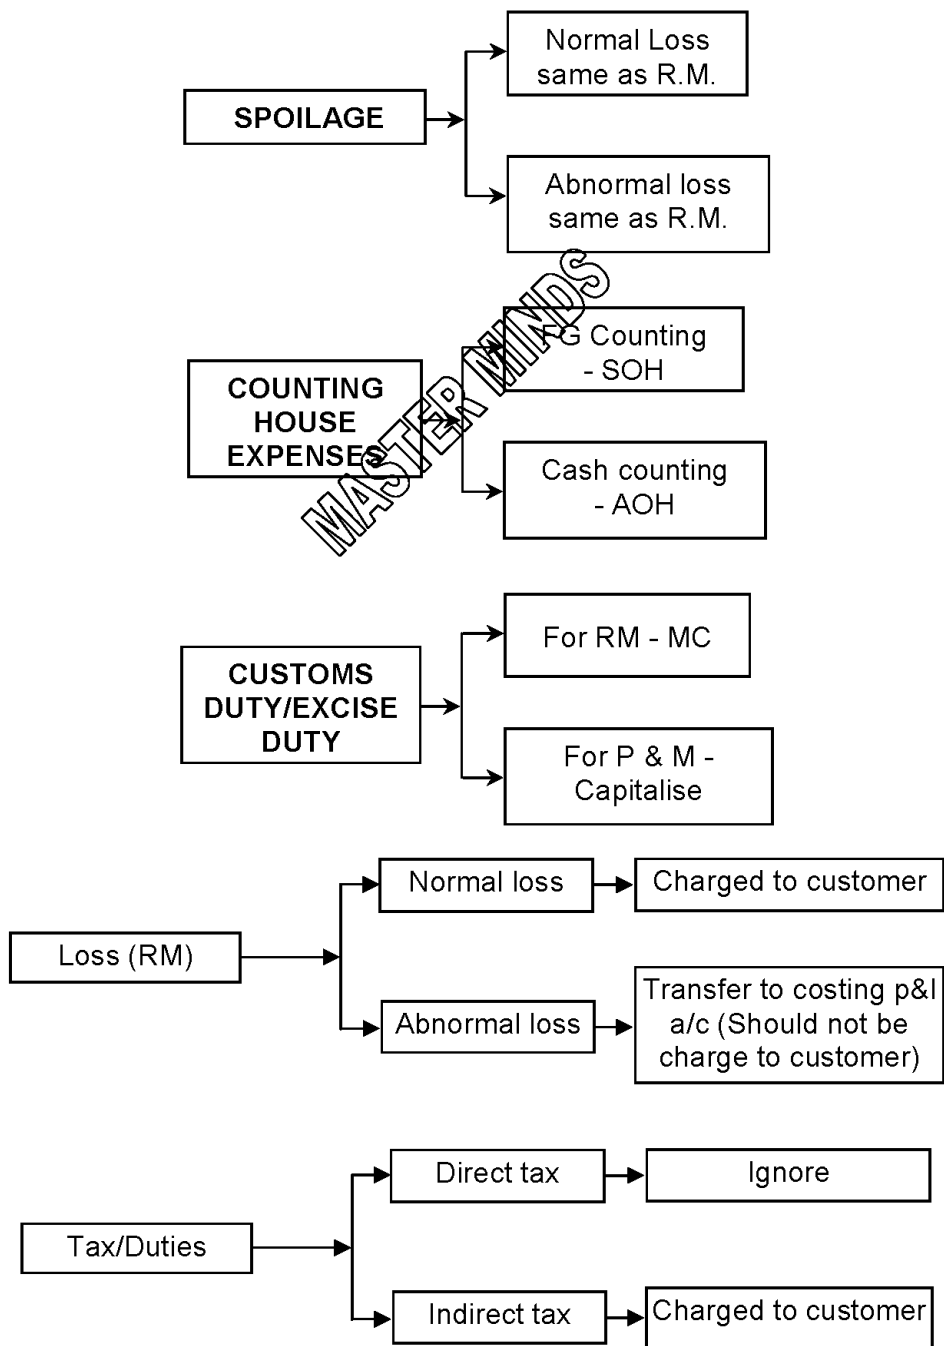 Normal Loss
same as R.M.
SPOILAGE
Abnormal loss
same as R.M.
MASTER MINDS
FG Counting
- SOH
COUNTING
HOUSE
EXPENSES
Cash counting
- AOH
For RM - MC
CUSTOMS
DUTY/EXCISE
DUTY
For P & M -
Capitalise
Normal loss
Charged to customer
Loss (RM)
Abnormal loss
Transfer to costing p&l
a/c (Should not be
charge to customer)
Direct tax
Ignore
Tax/Duties
Indirect tax
Charged to customer